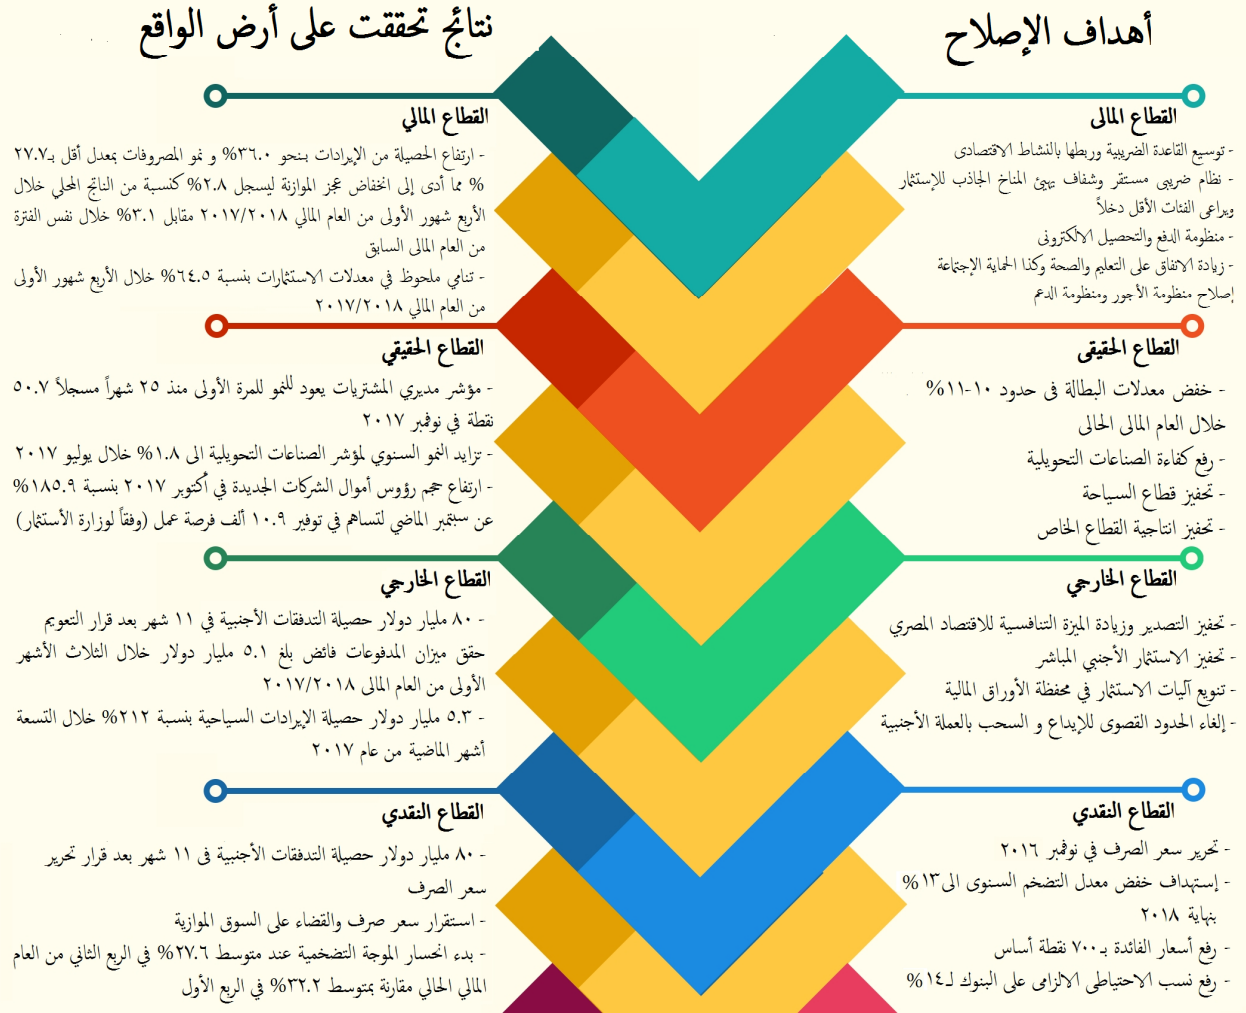 أهداف الإصلاح
القطاع المالى
- توسيع القاعدة الضريبية وربطها بالنشاط الاقتصادى
- نظام ضريبى مستقر وشفاف يهيئ المناخ الجاذب للإستثمار
ويراعى الفئات الأقل دخلاً
- منظومة الدفع والتحصيل الالكترونى
- زيادة الانفاق على التعليم والصحة وكذا الحماية الإجتماعة
إصلاح منظومة الأجور ومنظومة الدعم
القطاع الحقيقى
- خفض معدلات البطالة فى حدود ١٠-١١%
خلال العام المالى الحالى
- رفع كفاءة الصناعات التحويلية
- تحفيز قطاع السياحة
- تحفيز انتاجية القطاع الخاص
القطاع الخارجي
- تحفيز التصدير وزيادة الميزة التنافسية للاقتصاد المصري
- تحفيز الاستثمار الأجنبي المباشر
- تنويع آليات الاستثمار في محفظة الأوراق المالية
- إلغاء الحدود القصوى للإيداع و السحب بالعملة الأجنبية
القطاع النقدي
- تحرير سعر الصرف في نوفمبر ٢٠١٦
- إستهداف خفض معدل التضخم السنوى الى ١٣%
بنهاية ٢٠١٨
- رفع أسعار الفائدة بـ ٧٠٠ نقطة أساس
- رفع نسب الاحتياطى الالزامى على البنوك لـ ١٤%
نتائج تحققت على أرض الواقع
القطاع المالي
- ارتفاع الحصيلة من الإيرادات بنحو ٣٦.٠% و نمو المصروفات بمعدل أقل بـ ٢٧.٧
% مما أدى إلى انخفاض عجز الموازنة ليسجل ٢.٨% كنسبة من الناتج المحلي خلال
الأربع شهور الأولى من العام المالي ٢٠١٧/٢٠١٨ مقابل ٣.١% خلال نفس الفترة
من العام المالى السابق
- تنامي ملحوظ في معدلات الاستثمارات بنسبة ٦٤.٥% خلال الأربع شهور الأولى
من العام المالي ٢٠١٧/٢٠١٨
القطاع الحقيقي
- مؤشر مديري المشتريات يعود للنمو للمرة الأولى منذ ٢٥ شهراً مسجلاً ٥٠.٧
نقطة في نوفمبر ٢٠١٧
- تزايد النمو السنوي لمؤشر الصناعات التحويلية الى ١.٨% خلال يوليو ٢٠١٧
- ارتفاع حجم رؤوس أموال الشركات الجديدة في أكتوبر ٢٠١٧ بنسبة ١٨٥.٩%
عن سبتمبر الماضي لتساهم في توفير ١٠.٩ ألف فرصة عمل (وفقاً لوزارة الأستثمار)
القطاع الخارجي
- ٨٠ مليار دولار حصيلة التدفقات الأجنبية في ١١ شهر بعد قرار التعويم
حقق ميزان المدفوعات فائض بلغ ٥.١ مليار دولار خلال الثلاث الأشهر
الأولى من العام المالى ٢٠١٧/٢٠١٨
- ٥.٣ مليار دولار حصيلة الإيرادات السياحية بنسبة ٢١٢% خلال التسعة
أشهر الماضية من عام ٢٠١٧
القطاع النقدي
- ٨٠ مليار دولار حصيلة التدفقات الأجنبية فى ١١ شهر بعد قرار تحرير
سعر الصرف
- استقرار سعر صرف والقضاء على السوق الموازية
- بدء انحسار الموجة التضخمية عند متوسط ٢٧.٦% في الربع الثاني من العام
المالي الحالي مقارنة بمتوسط ٣٢.٢% في الربع الأول